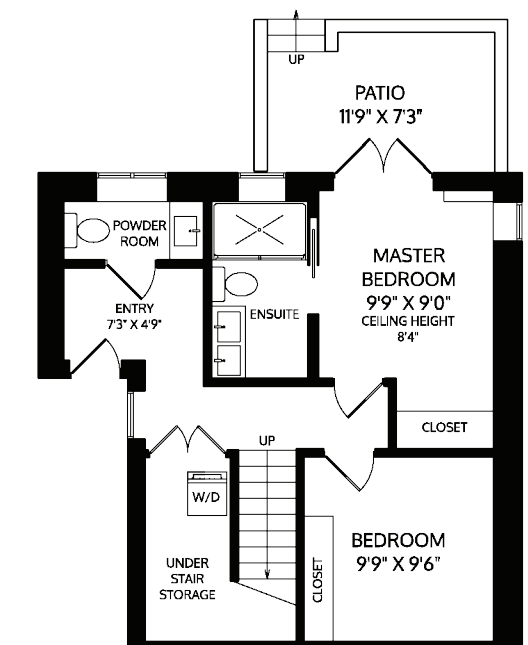 UP
PATIO
11'9" X 7'3"
POWDER
ROOM
MASTER
BEDROOM
9'9" X 9'0"
CEILING HEIGHT
8'4"
ENTRY
7'3" X 4'9"
ENSUITE
CLOSET
UP
W/D
BEDROOM
9'9" X 9'6"
UNDER
STAIR
STORAGE
CLOSET